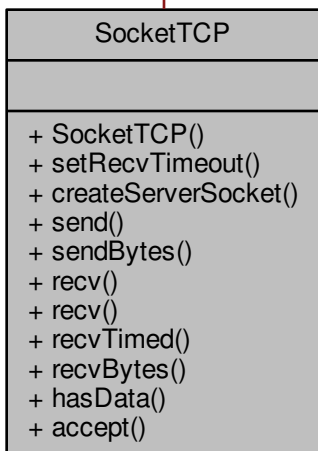 SocketTCP
+ SocketTCP()
+ setRecvTimeout()
+ createServerSocket()
+ send()
+ sendBytes()
+ recv()
+ recv()
+ recvTimed()
+ recvBytes()
+ hasData()
+ accept()